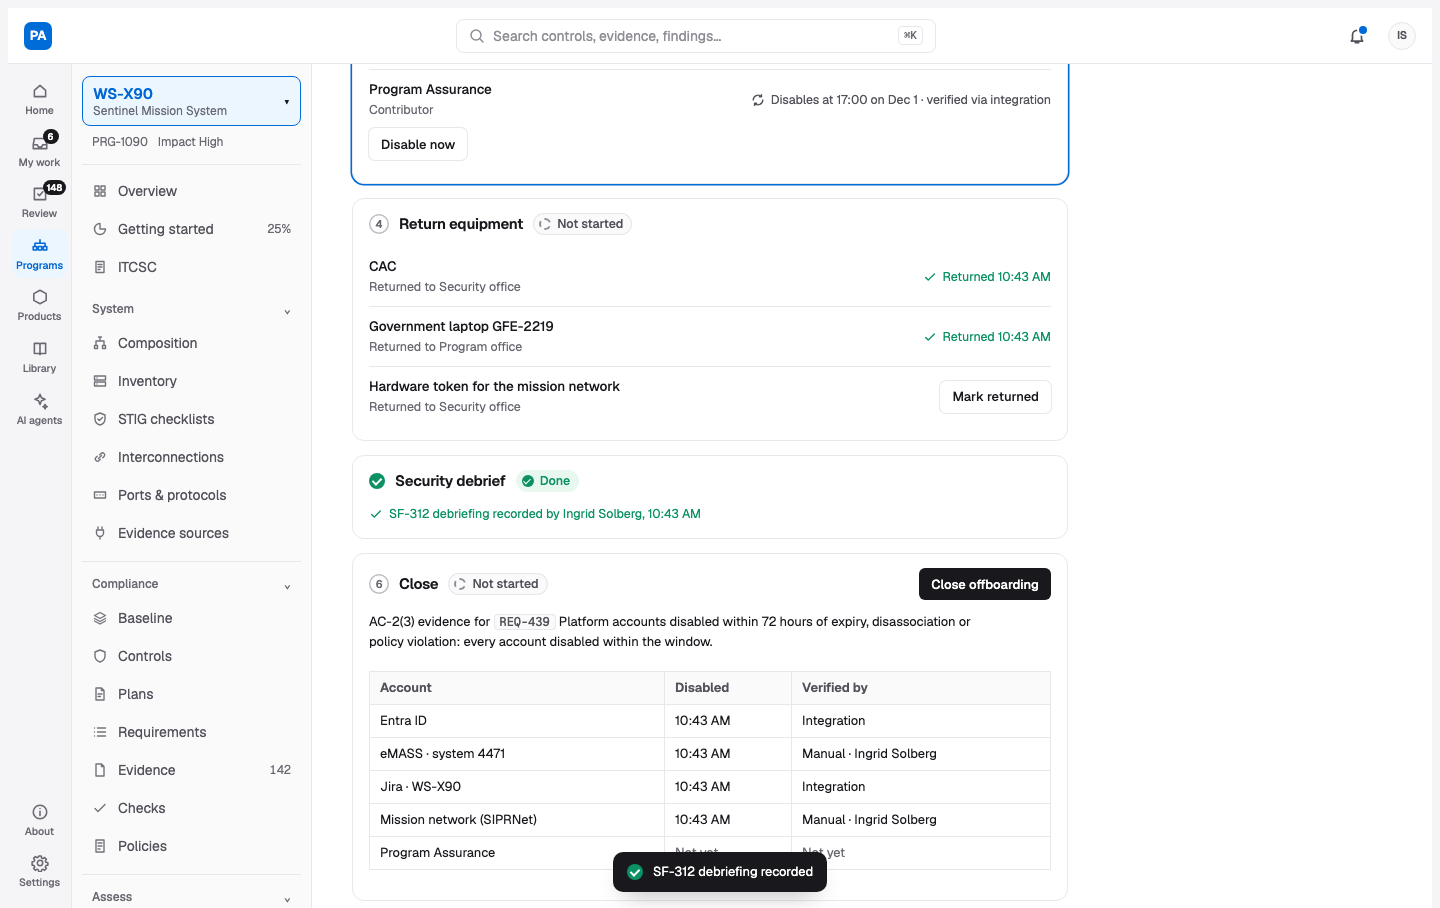 PA
Search controls, evidence, findings...
⌘K
IS
Home
6
My work
148
Review
Programs
Products
Library
AI agents
About
Settings
WS-X90
Sentinel Mission System
PRG-1090 Impact High
Overview
Getting started 25%
ITCSC
System
Composition
Inventory
STIG checklists
Interconnections
Ports & protocols
Evidence sources
Compliance
Baseline
Controls
Plans
Requirements
Evidence 142
Checks
Policies
Assess
Program Assurance
Contributor
Disables at 17:00 on Dec 1 · verified via integration
Disable now
4 Return equipment Not started
CAC
Returned to Security office
Returned 10:43 AM
Government laptop GFE-2219
Returned to Program office
Returned 10:43 AM
Hardware token for the mission network
Returned to Security office
Mark returned
Security debrief Done
SF-312 debriefing recorded by Ingrid Solberg, 10:43 AM
6 Close Not started
Close offboarding
AC-2(3) evidence for REQ-439 Platform accounts disabled within 72 hours of expiry, disassociation or
policy violation: every account disabled within the window.
Account Disabled Verified by
Entra ID 10:43 AM Integration
eMASS · system 4471 10:43 AM Manual · Ingrid Solberg
Jira · WS-X90 10:43 AM Integration
Mission network (SIPRNet) 10:43 AM Manual · Ingrid Solberg
Program Assurance Not yet Not yet
SF-312 debriefing recorded